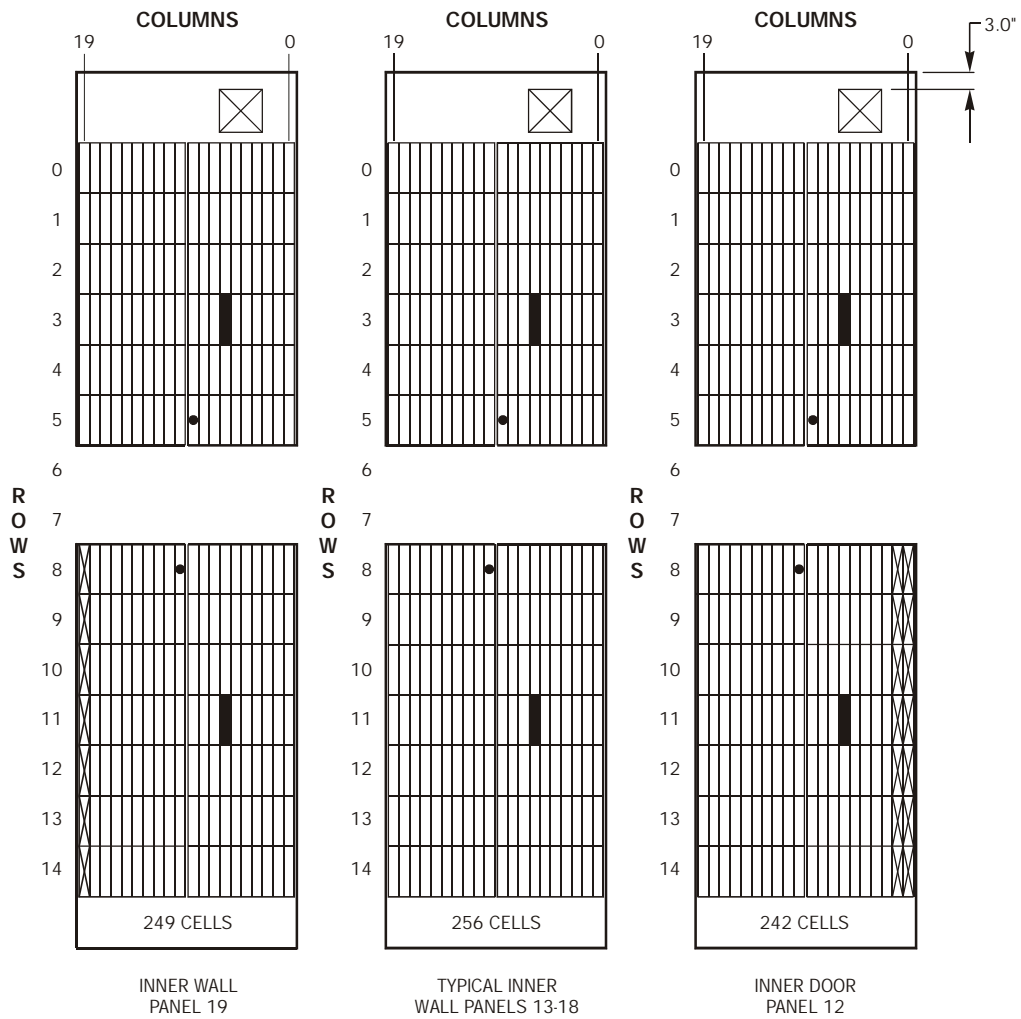 COLUMNS COLUMNS COLUMNS
19 0 19 0 19 0 3.0"
0 0 0
1 1 1
2 2 2
3 3 3
4 4 4
5 5 5
6 6 6
R R R
O 7 O 7 O 7
W W W
S 8 S 8 S 8
9 9 9
10 10 10
11 11 11
12 12 12
13 13 13
14 14 14
249 CELLS 256 CELLS 242 CELLS
INNER WALL TYPICAL INNER INNER DOOR
PANEL 19 WALL PANELS 13-18 PANEL 12